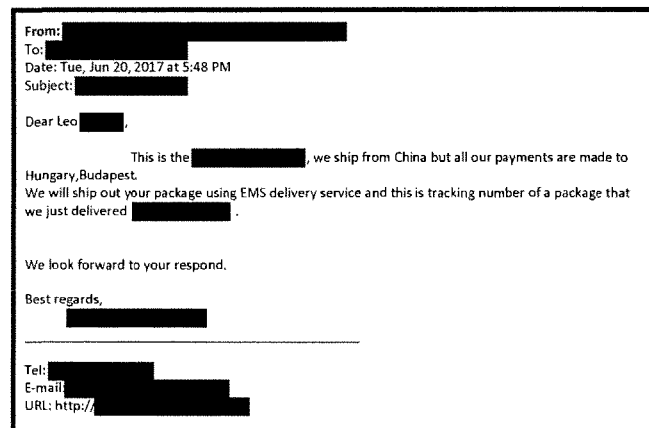 From:
To:
Date: Tue, Jun 20, 2017 at 5:48 PM
Subject:
Dear Leo ,
This is the , we ship from China but all our payments are made to
Hungary,Budapest.
We will ship out your package using EMS delivery service and this is tracking number of a package that
we just delivered .
We look forward to your respond.
Best regards,
Tel:
E-mail:
URL: http://